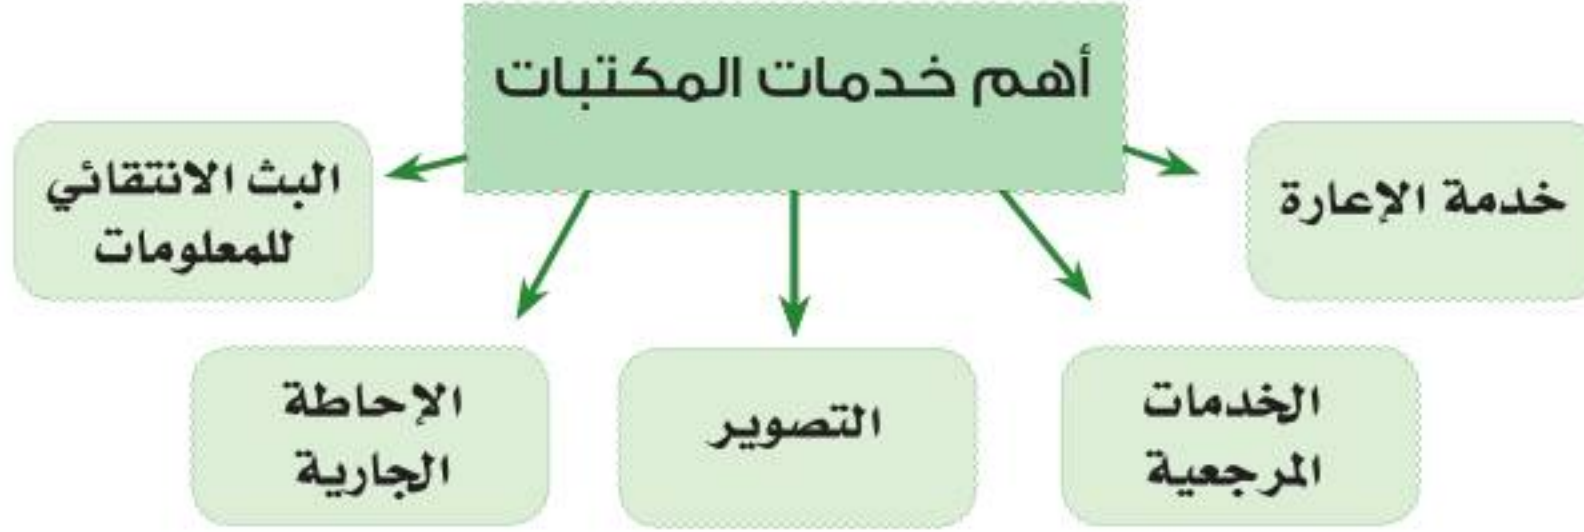 أهم خدمات المكتبات
خدمة الإعارة
الخدمات
المرجعية
التصوير
الإحاطة
الجارية
البث الانتقائي
للمعلومات